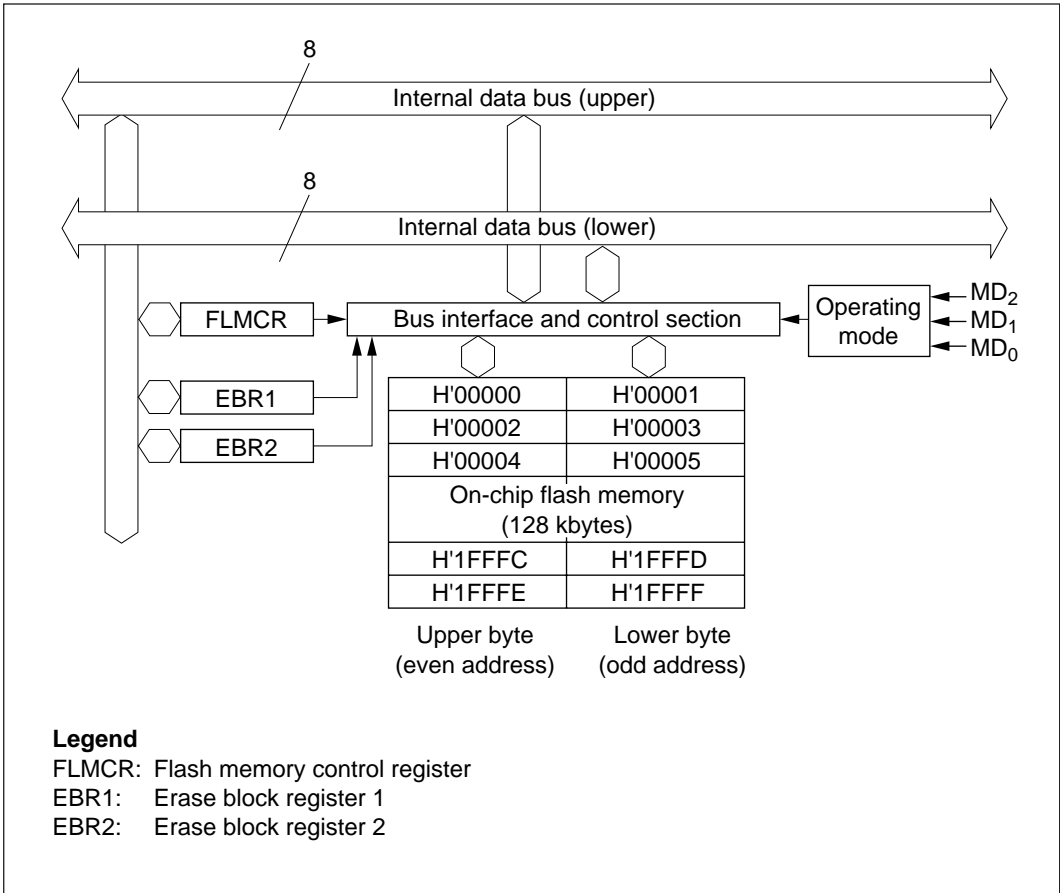 8
Internal data bus (upper)
8
Internal data bus (lower)
FLMCR
Bus interface and control section
Operating
mode
MD2
MD1
MD0
EBR1
EBR2
H'00000 H'00001
H'00002 H'00003
H'00004 H'00005
On-chip flash memory
(128 kbytes)
H'1FFFC H'1FFFD
H'1FFFE H'1FFFF
Upper byte
(even address)
Lower byte
(odd address)
Legend
FLMCR: Flash memory control register
EBR1: Erase block register 1
EBR2: Erase block register 2